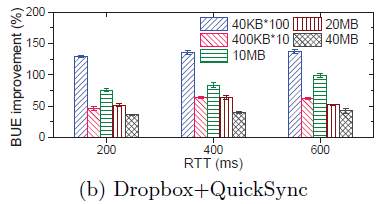 BUE improvement (%)
200
150
100
50
0
40KB*100
20MB
400KB*10
40MB
10MB
200
400
600
RTT (ms)
(b) Dropbox+QuickSync